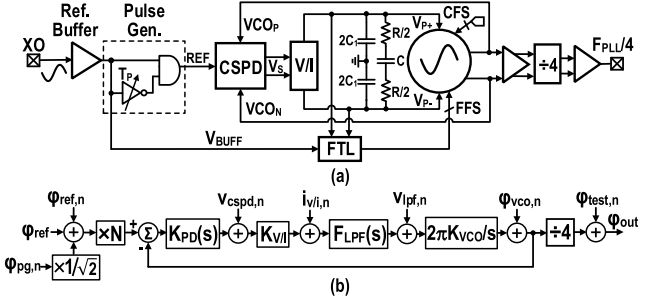 Ref. Buffer
Pulse Gen.
XO
T_P
REF
VCO_P
CSPD
V_S
V/I
VCO_N
2C₁
2C₁
R/2
C
R/2
V_P+
V_P-
CFS
FFS
÷4
F_PLL/4
V_BUFF
FTL
(a)
φ_ref,n
φ_ref
φ_pg,n
×1/√2
+
×N
+
-
Σ
K_PD(s)
v_cspd,n
+
K_V/I
i_v/i,n
+
F_LPF(s)
v_lpf,n
+
2πK_VCO/s
φ_vco,n
+
÷4
φ_test,n
+
φ_out
(b)